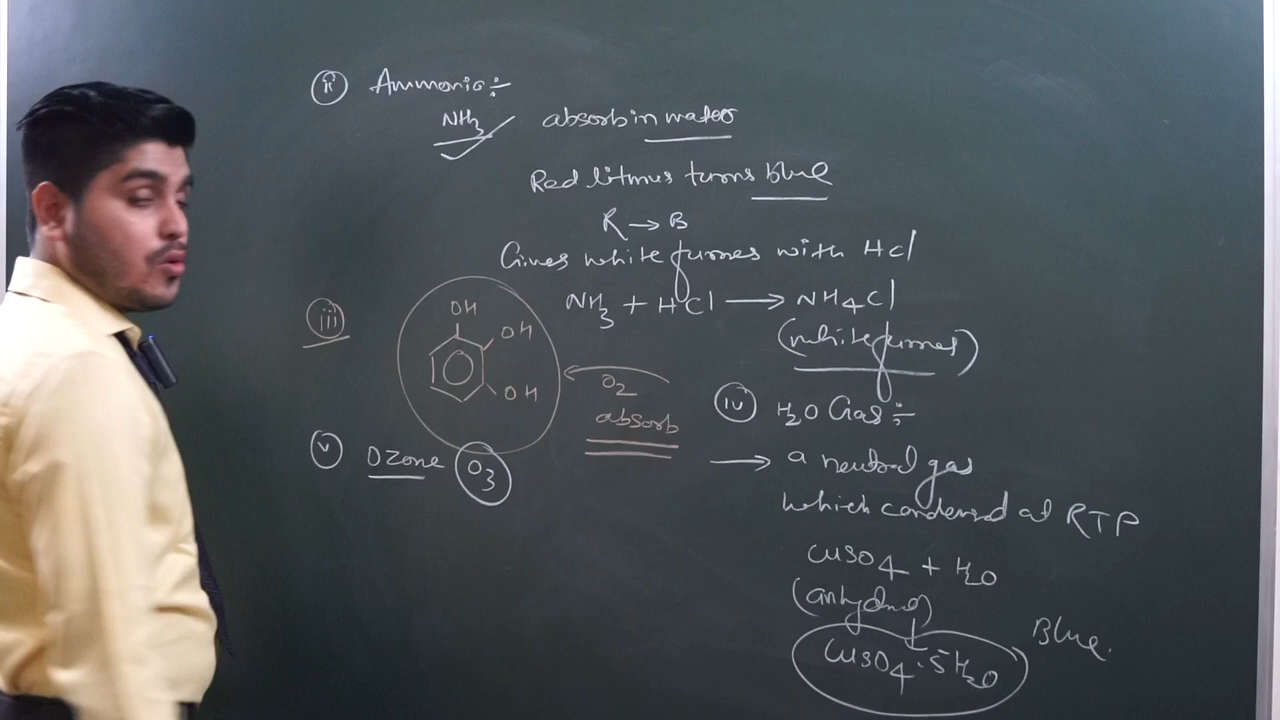 ii Ammonia:-
NH3 absorb in water
Red litmus turns Blue
R → B
Gives white fumes with HCl
NH3 + HCl → NH4Cl
(white fumes)
iii
OH
OH
OH
O2
absorb
iv H2O Gas:-
→ a neutral gas
which condensed at RTP
CuSO4 + H2O
(anhydrous)
↓
CuSO4·5H2O Blue.
v Ozone O3